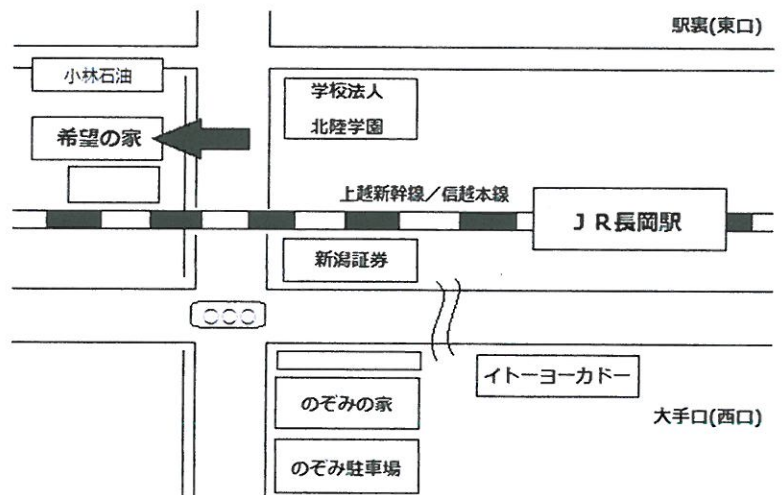 駅裏(東口)
小林石油
学校法人
北陸学園
希望の家
上越新幹線／信越本線
ＪＲ長岡駅
新潟証券
イトーヨーカドー
のぞみの家
大手口(西口)
のぞみ駐車場